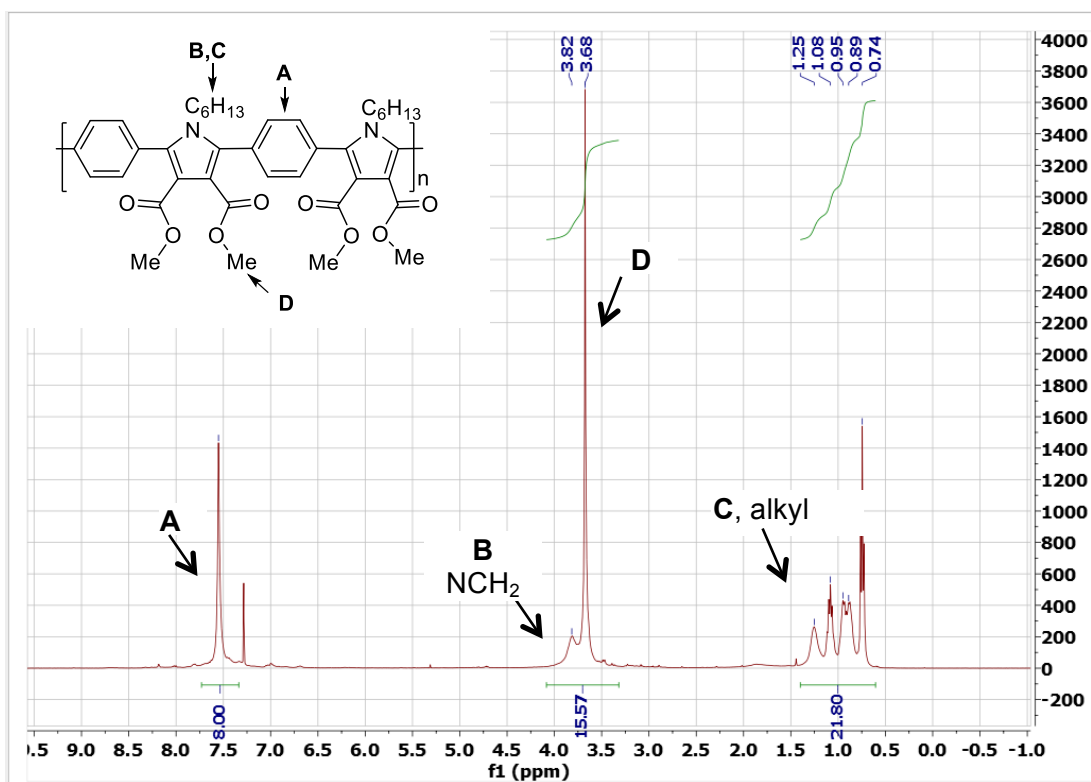 B,C
A
C₆H₁₃
C₆H₁₃
N
N
n
O
O
O
O
O
O
O
O
Me
Me
Me
Me
D
3.82
3.68
1.25
1.08
0.95
0.89
0.74
A
B
NCH₂
D
C, alkyl
8.00
15.57
21.80
4000
3800
3600
3400
3200
3000
2800
2600
2400
2200
2000
1800
1600
1400
1200
1000
800
600
400
200
0
-200
9.5 9.0 8.5 8.0 7.5 7.0 6.5 6.0 5.5 5.0 4.5 4.0 3.5 3.0 2.5 2.0 1.5 1.0 0.5 0.0 -0.5 -1.0
f1 (ppm)